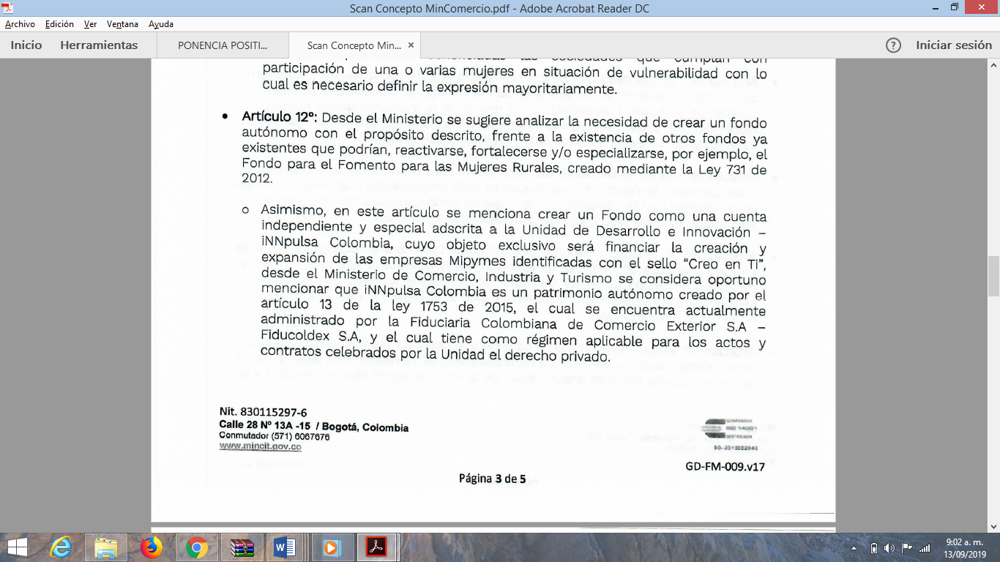 Scan Concepto MinComercio.pdf - Adobe Acrobat Reader DC
Archivo Edición Ver Ventana Ayuda
Inicio Herramientas PONENCIA POSITI... Scan Concepto Min... × ? Iniciar sesión
participación de una o varias mujeres en situación de vulnerabilidad con lo
cual es necesario definir la expresión mayoritariamente.
• Artículo 12°: Desde el Ministerio se sugiere analizar la necesidad de crear un fondo
autónomo con el propósito descrito, frente a la existencia de otros fondos ya
existentes que podrían, reactivarse, fortalecerse y/o especializarse, por ejemplo, el
Fondo para el Fomento para las Mujeres Rurales, creado mediante la Ley 731 de
2012.
o Asimismo, en este artículo se menciona crear un Fondo como una cuenta
independiente y especial adscrita a la Unidad de Desarrollo e Innovación –
iNNpulsa Colombia, cuyo objeto exclusivo será financiar la creación y
expansión de las empresas Mipymes identificadas con el sello “Creo en Ti”,
desde el Ministerio de Comercio, Industria y Turismo se considera oportuno
mencionar que iNNpulsa Colombia es un patrimonio autónomo creado por el
artículo 13 de la ley 1753 de 2015, el cual se encuentra actualmente
administrado por la Fiduciaria Colombiana de Comercio Exterior S.A –
Fiducoldex S.A, y el cual tiene como régimen aplicable para los actos y
contratos celebrados por la Unidad el derecho privado.
Nit. 830115297-6
Calle 28 Nº 13A -15 / Bogotá, Colombia
Conmutador (571) 6067676
www.mincit.gov.co
ISO 14001
GD-FM-009.v17
Página 3 de 5
9:02 a. m.
13/09/2019